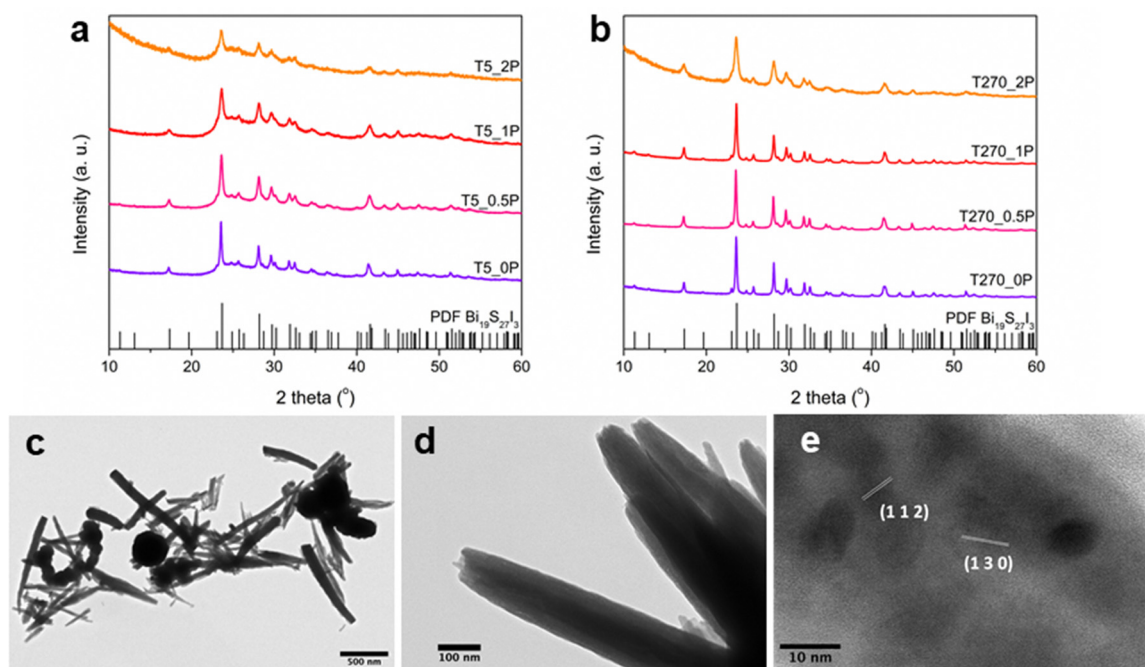 a
Intensity (a. u.)
T5_2P
T5_1P
T5_0.5P
T5_0P
PDF Bi₁₉S₂₇I₃
10 20 30 40 50 60
2 theta (°)
b
Intensity (a. u.)
T270_2P
T270_1P
T270_0.5P
T270_0P
PDF Bi₁₉S₂₇I₃
10 20 30 40 50 60
2 theta (°)
c
500 nm
d
100 nm
e
(1 1 2)
(1 3 0)
10 nm